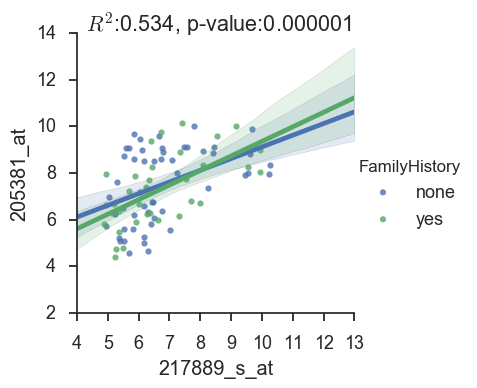 R²:0.534, p-value:0.000001
14
12
10
8
6
4
2
205381_at
4 5 6 7 8 9 10 11 12 13
217889_s_at
FamilyHistory
none
yes